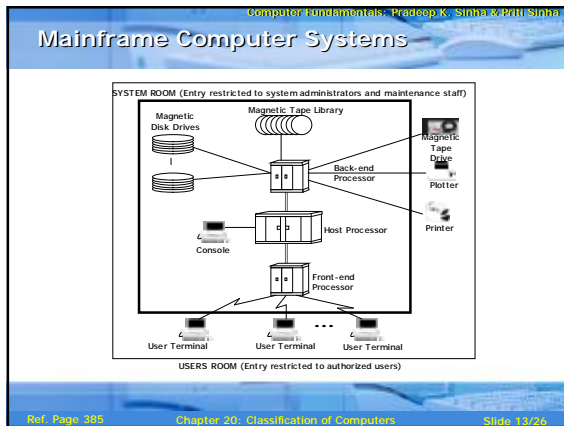 Computer Fundamentals: Pradeep K. Sinha & Priti Sinha
Mainframe Computer Systems
SYSTEM ROOM (Entry restricted to system administrators and maintenance staff)
Magnetic
Disk Drives
Magnetic Tape Library
Magnetic
Tape
Drive
Back-end
Processor
Plotter
Printer
Host Processor
Console
Front-end
Processor
User Terminal
User Terminal
User Terminal
USERS ROOM (Entry restricted to authorized users)
Ref. Page 385
Chapter 20: Classification of Computers
Slide 13/26